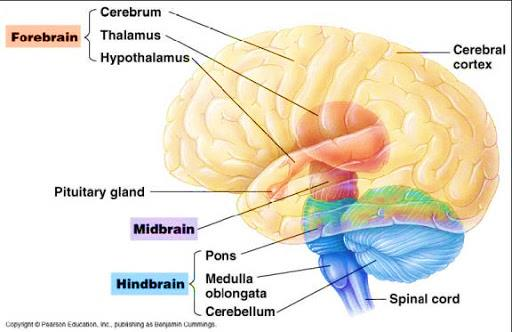 Cerebrum
Thalamus
Hypothalamus
Forebrain
Cerebral
cortex
Pituitary gland
Midbrain
Hindbrain
Pons
Medulla
oblongata
Cerebellum
Spinal cord
Copyright © Pearson Education, Inc., publishing as Benjamin Cummings.